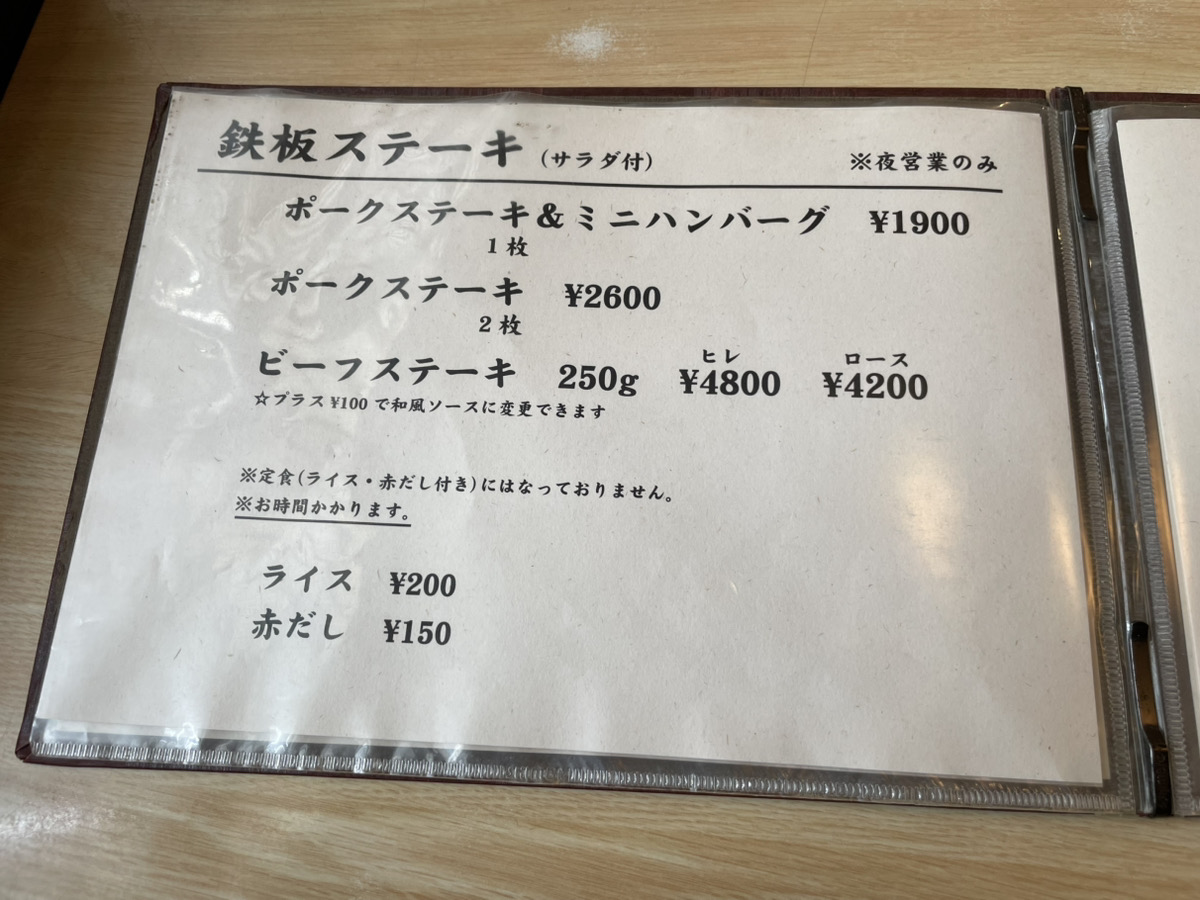 鉄板ステーキ (サラダ付) ※夜営業のみ
ポークステーキ&ミニハンバーグ ¥1900
1枚
ポークステーキ ¥2600
2枚
ヒレ ロース
ビーフステーキ 250g ¥4800 ¥4200
☆プラス¥100で和風ソースに変更できます
※定食(ライス・赤だし付き)にはなっておりません。
※お時間かかります。
ライス ¥200
赤だし ¥150